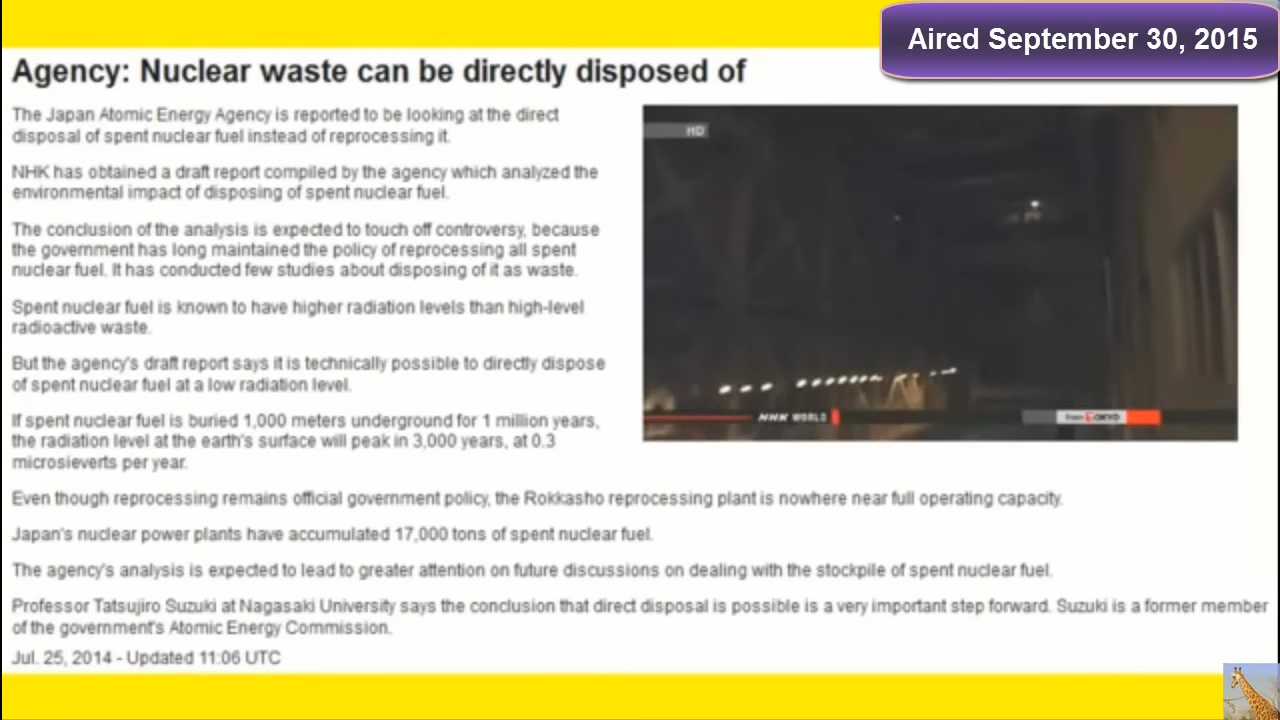 Aired September 30, 2015
Agency: Nuclear waste can be directly disposed of
The Japan Atomic Energy Agency is reported to be looking at the direct
disposal of spent nuclear fuel instead of reprocessing it.
NHK has obtained a draft report compiled by the agency which analyzed the
environmental impact of disposing of spent nuclear fuel.
The conclusion of the analysis is expected to touch off controversy, because
the government has long maintained the policy of reprocessing all spent
nuclear fuel. It has conducted few studies about disposing of it as waste.
Spent nuclear fuel is known to have higher radiation levels than high-level
radioactive waste.
But the agency's draft report says it is technically possible to directly dispose
of spent nuclear fuel at a low radiation level.
If spent nuclear fuel is buried 1,000 meters underground for 1 million years,
the radiation level at the earth's surface will peak in 3,000 years, at 0.3
microsieverts per year.
HD
NHK WORLD
from TOKYO
Even though reprocessing remains official government policy, the Rokkasho reprocessing plant is nowhere near full operating capacity.
Japan's nuclear power plants have accumulated 17,000 tons of spent nuclear fuel.
The agency's analysis is expected to lead to greater attention on future discussions on dealing with the stockpile of spent nuclear fuel.
Professor Tatsujiro Suzuki at Nagasaki University says the conclusion that direct disposal is possible is a very important step forward. Suzuki is a former member
of the government's Atomic Energy Commission.
Jul. 25, 2014 - Updated 11:06 UTC